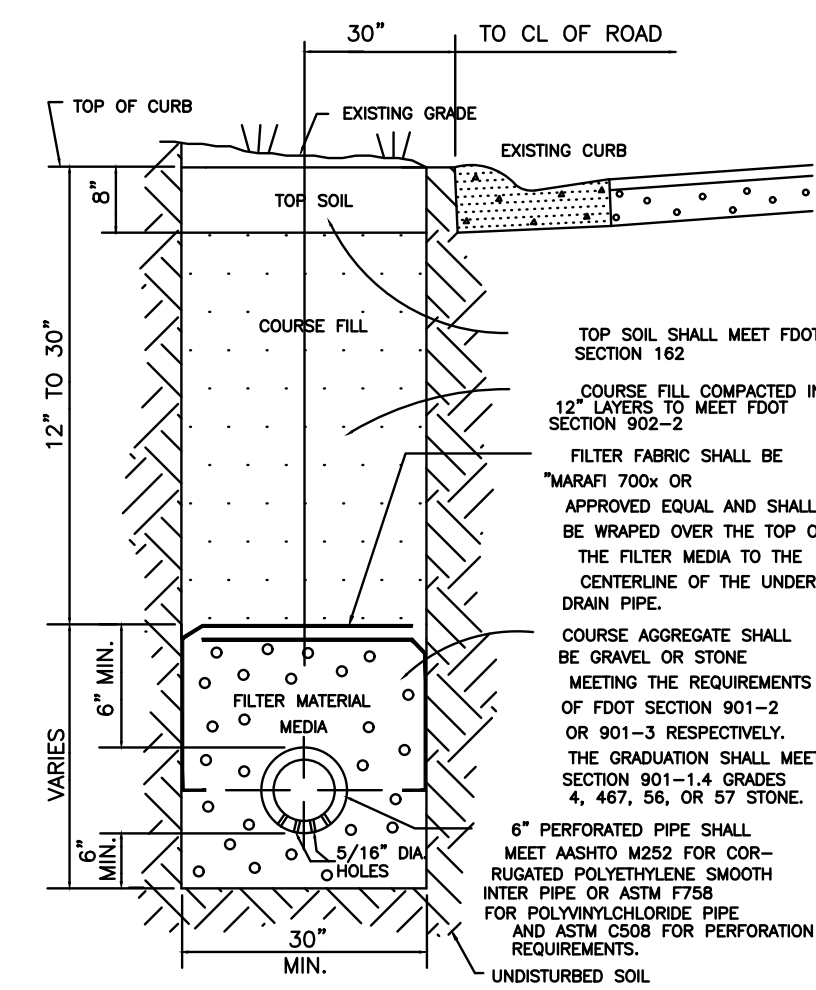 30” TO CL OF ROAD
TOP OF CURB
EXISTING GRADE
EXISTING CURB
8”
TOP SOIL
COURSE FILL
12” TO 30”
TOP SOIL SHALL MEET FDOT
SECTION 162
COURSE FILL COMPACTED IN
12” LAYERS TO MEET FDOT
SECTION 902–2
FILTER FABRIC SHALL BE
”MARAFI 700x OR
APPROVED EQUAL AND SHALL
BE WRAPED OVER THE TOP O
THE FILTER MEDIA TO THE
CENTERLINE OF THE UNDER
DRAIN PIPE.
COURSE AGGREGATE SHALL
BE GRAVEL OR STONE
MEETING THE REQUIREMENTS
OF FDOT SECTION 901–2
OR 901–3 RESPECTIVELY.
THE GRADUATION SHALL MEET
SECTION 901–1.4 GRADES
4, 467, 56, OR 57 STONE.
6” MIN.
FILTER MATERIAL
MEDIA
VARIES
6”
MIN.
5/16” DIA.
HOLES
6” PERFORATED PIPE SHALL
MEET AASHTO M252 FOR COR–
RUGATED POLYETHYLENE SMOOTH
INTER PIPE OR ASTM F758
FOR POLYVINYLCHLORIDE PIPE
AND ASTM C508 FOR PERFORATION
REQUIREMENTS.
30”
MIN.
UNDISTURBED SOIL